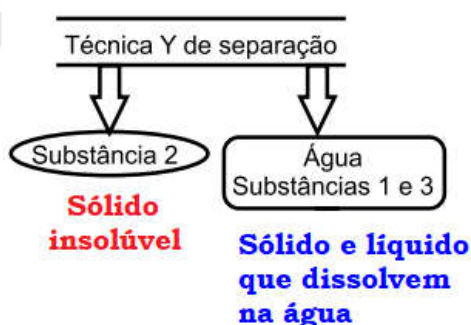 Técnica Y de separação
Substância 2
Água
Substâncias 1 e 3
Sólido
insolúvel
Sólido e líquido
que dissolvem
na água